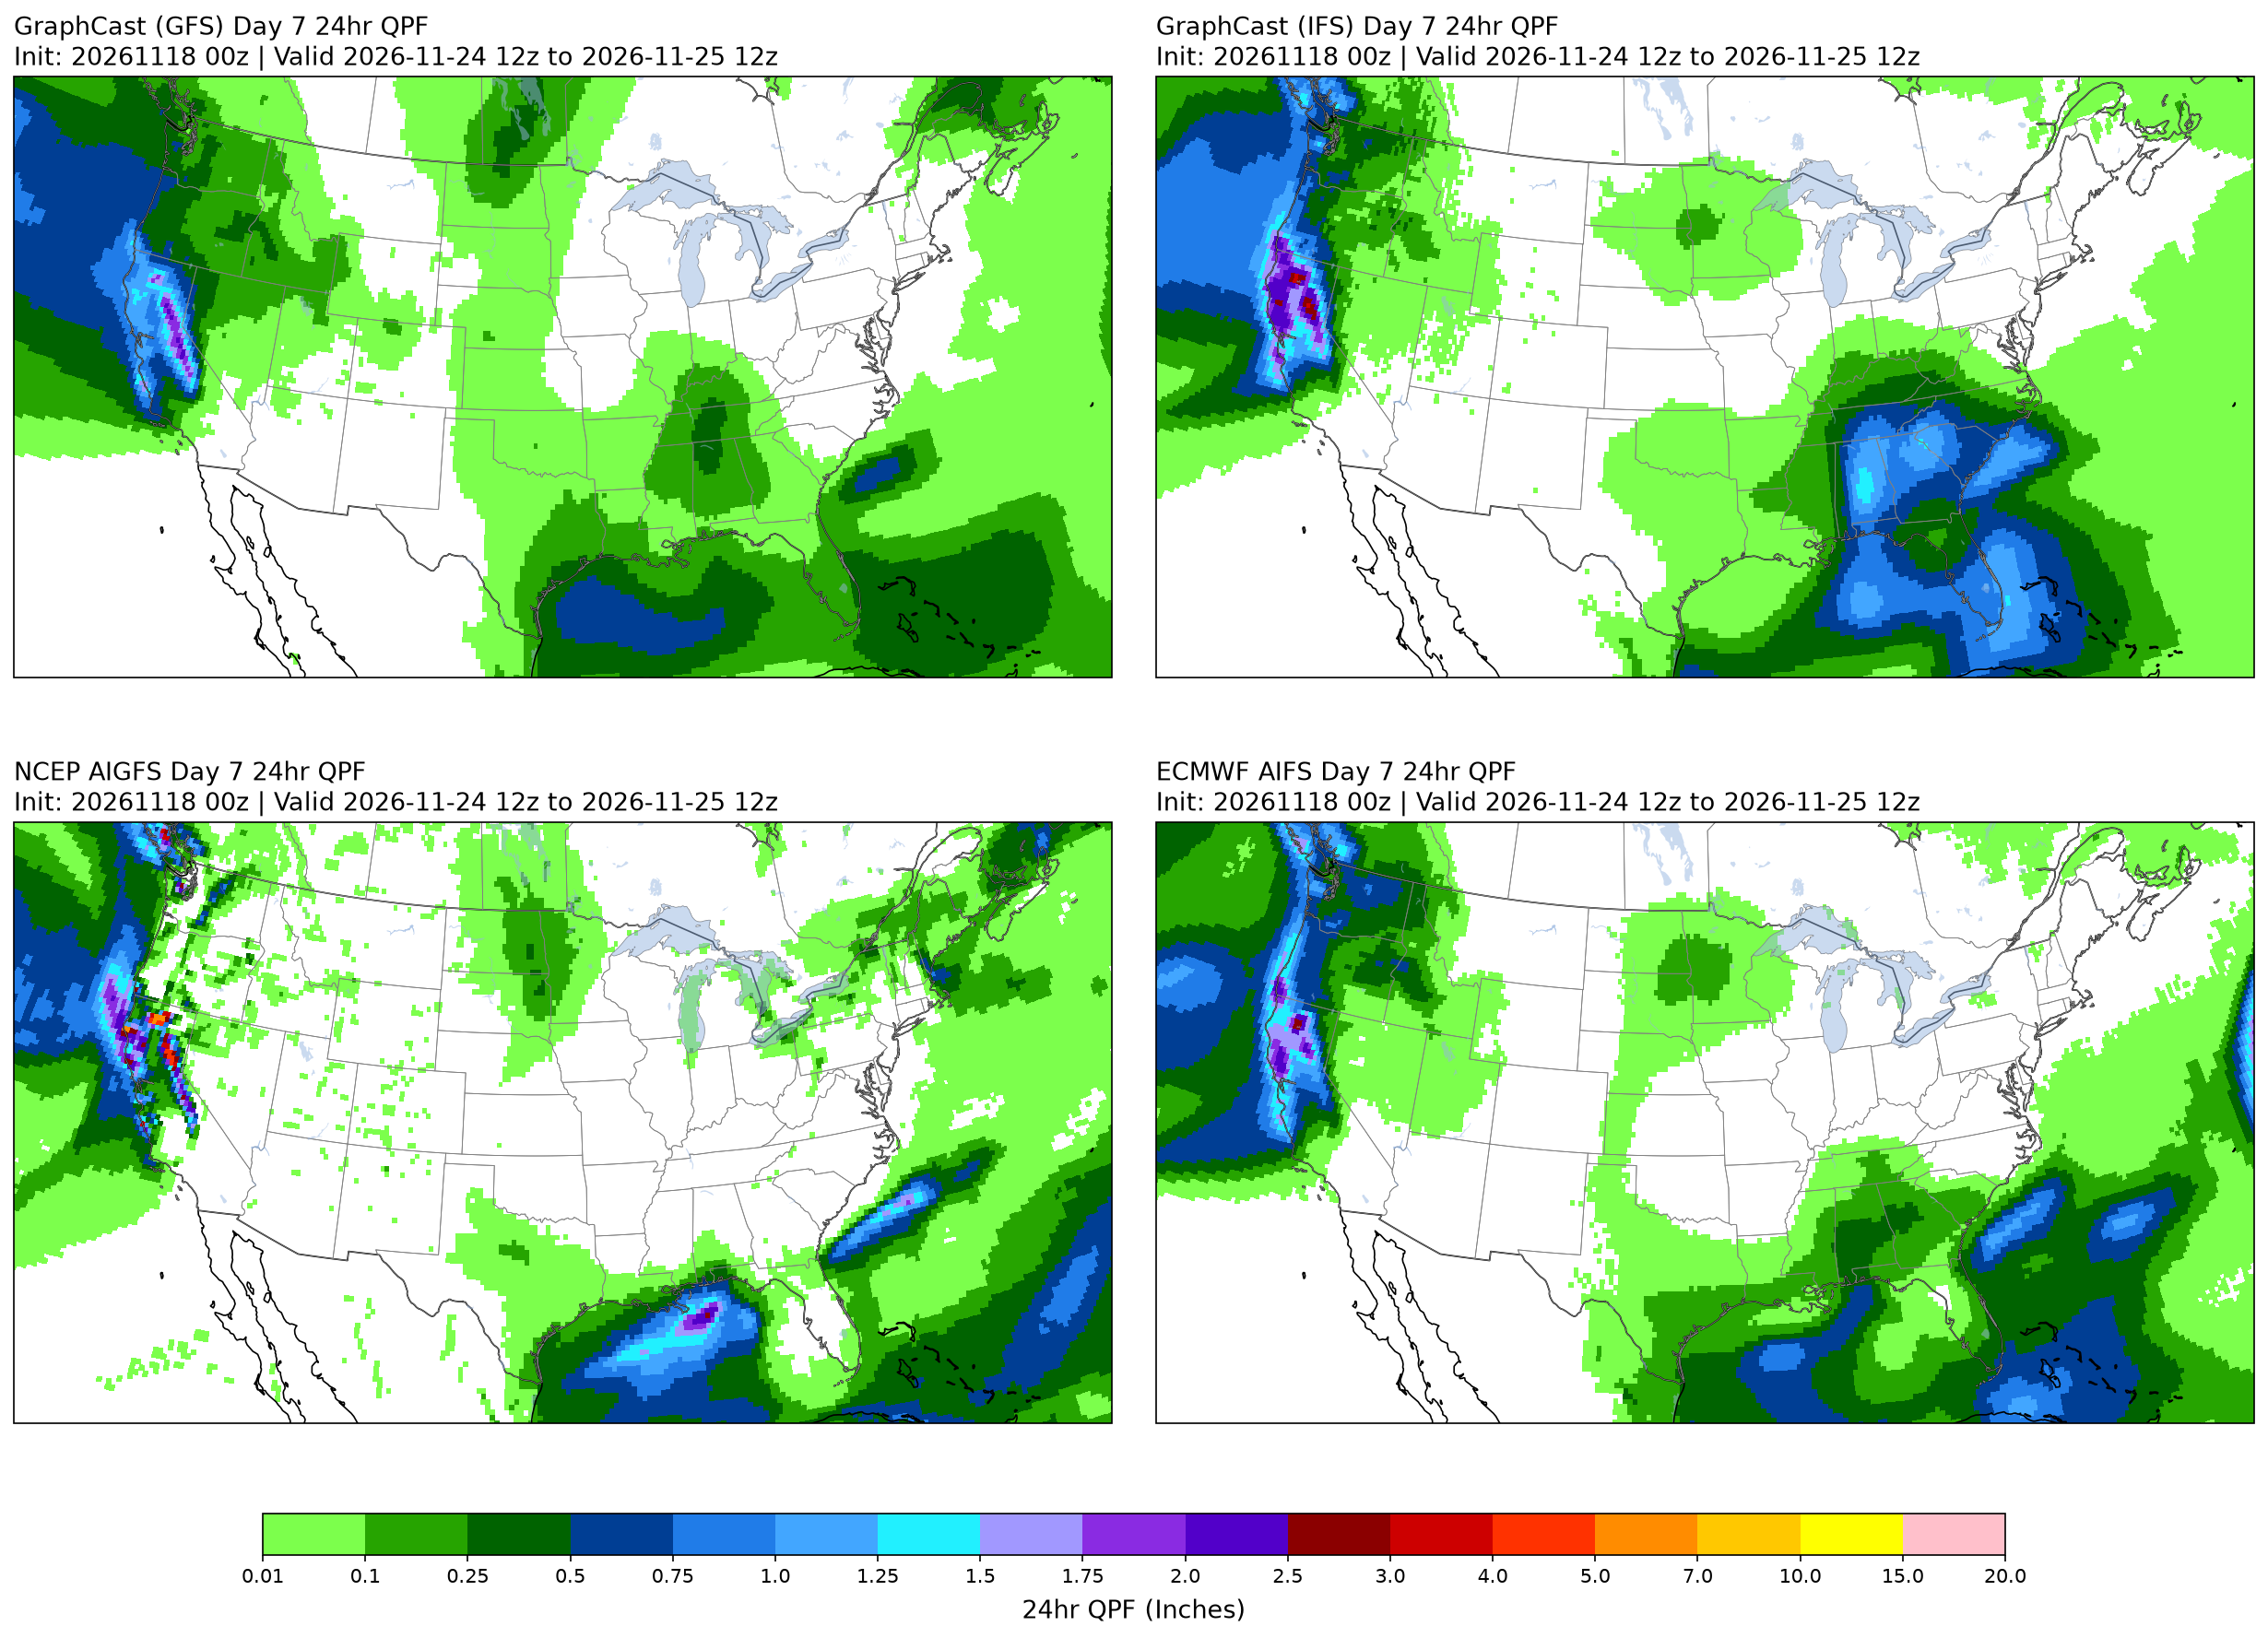 GraphCast (GFS) Day 7 24hr QPF
Init: 20261118 00z | Valid 2026-11-24 12z to 2026-11-25 12z
GraphCast (IFS) Day 7 24hr QPF
Init: 20261118 00z | Valid 2026-11-24 12z to 2026-11-25 12z
NCEP AIGFS Day 7 24hr QPF
Init: 20261118 00z | Valid 2026-11-24 12z to 2026-11-25 12z
ECMWF AIFS Day 7 24hr QPF
Init: 20261118 00z | Valid 2026-11-24 12z to 2026-11-25 12z
0.01 0.1 0.25 0.5 0.75 1.0 1.25 1.5 1.75 2.0 2.5 3.0 4.0 5.0 7.0 10.0 15.0 20.0
24hr QPF (Inches)